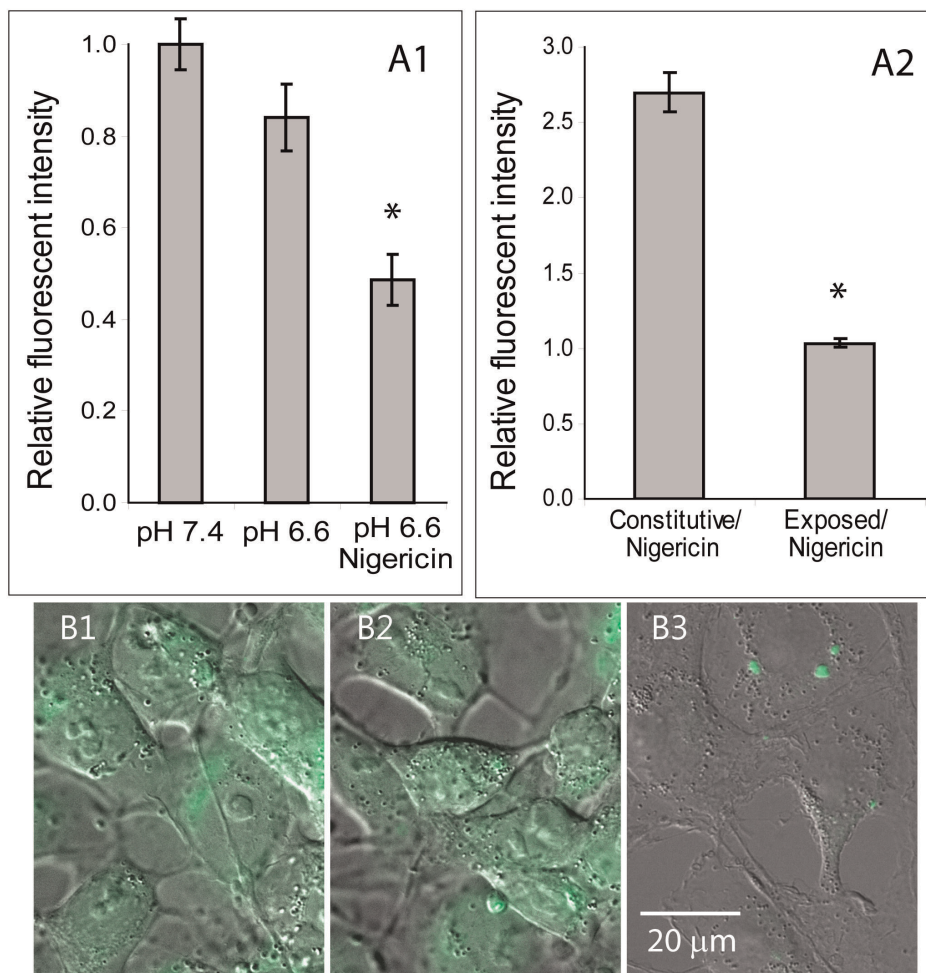 A1
Relative fluorescent intensity
1.0
0.8
0.6
0.4
0.2
0.0
pH 7.4
pH 6.6
pH 6.6
Nigericin
*
A2
Relative fluorescent intensity
3.0
2.5
2.0
1.5
1.0
0.5
0.0
Constitutive/
Nigericin
Exposed/
Nigericin
*
B1
B2
B3
20 μm